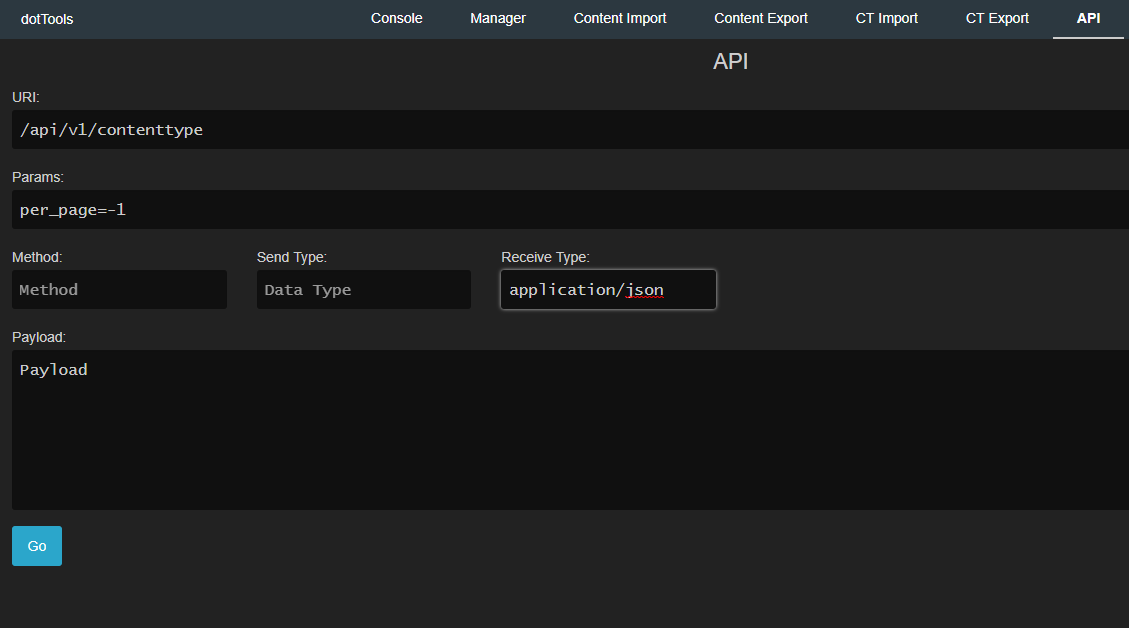 dotTools Console Manager Content Import Content Export CT Import CT Export API
API
URI:
/api/v1/contenttype
Params:
per_page=-1
Method: Send Type: Receive Type:
Method Data Type application/json
Payload:
Payload
Go